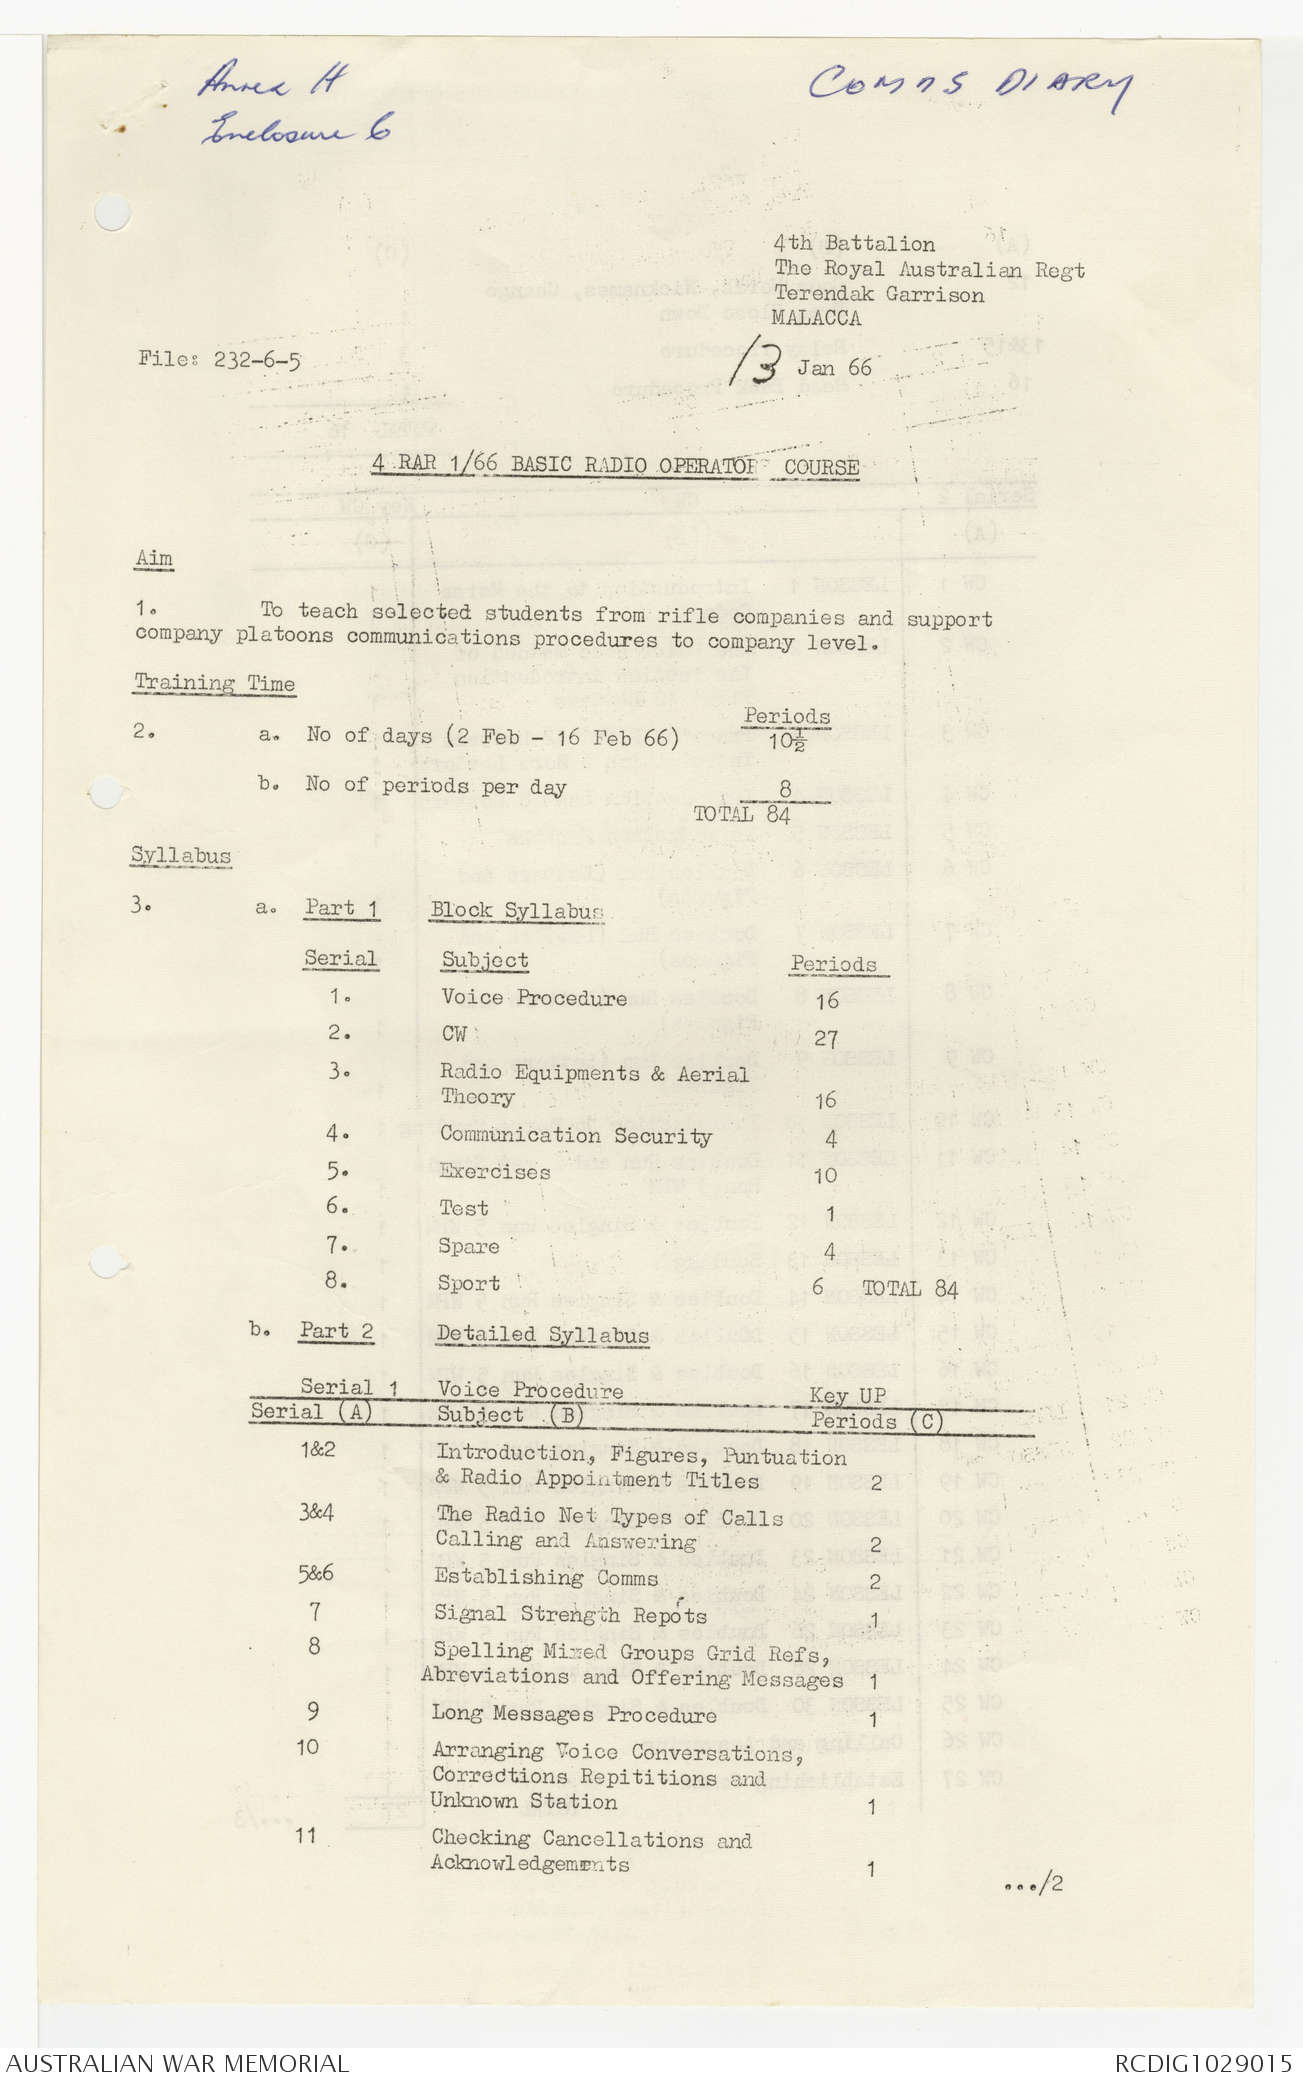 Annex H
COMMS DIARY
Enclosure 6
4th Battalion
The Royal Australian Regt
Terendak Garrison
MALACCA
File: 232-6-5
13 Jan 66
4 RAR 1/66 BASIC RADIO OPERATOR COURSE
Aim
1. To teach selected students from rifle companies and support
company platoons communications procedures to company level.
Training Time
Periods
2. a. No of days (2 Feb - 16 Feb 66) 10½
b. No of periods per day 8
TOTAL 84
Syllabus
3. a. Part 1 Block Syllabus
Serial Subject Periods
1. Voice Procedure 16
2. CW 27
3. Radio Equipments & Aerial
Theory 16
4. Communication Security 4
5. Exercises 10
6. Test 1
7. Spare 4
8. Sport 6 TOTAL 84
b. Part 2 Detailed Syllabus
Serial 1 Voice Procedure Key UP
Serial (A) Subject (B) Periods (C)
1&2 Introduction, Figures, Puntuation
& Radio Appointment Titles 2
3&4 The Radio Net Types of Calls
Calling and Answering 2
5&6 Establishing Comms 2
7 Signal Strength Repots 1
8 Spelling Mixed Groups Grid Refs,
Abreviations and Offering Messages 1
9 Long Messages Procedure 1
10 Arranging Voice Conversations,
Corrections Repititions and
Unknown Station 1
11 Checking Cancellations and
Acknowledgements 1
.../2
AUSTRALIAN WAR MEMORIAL
RCDIG1029015